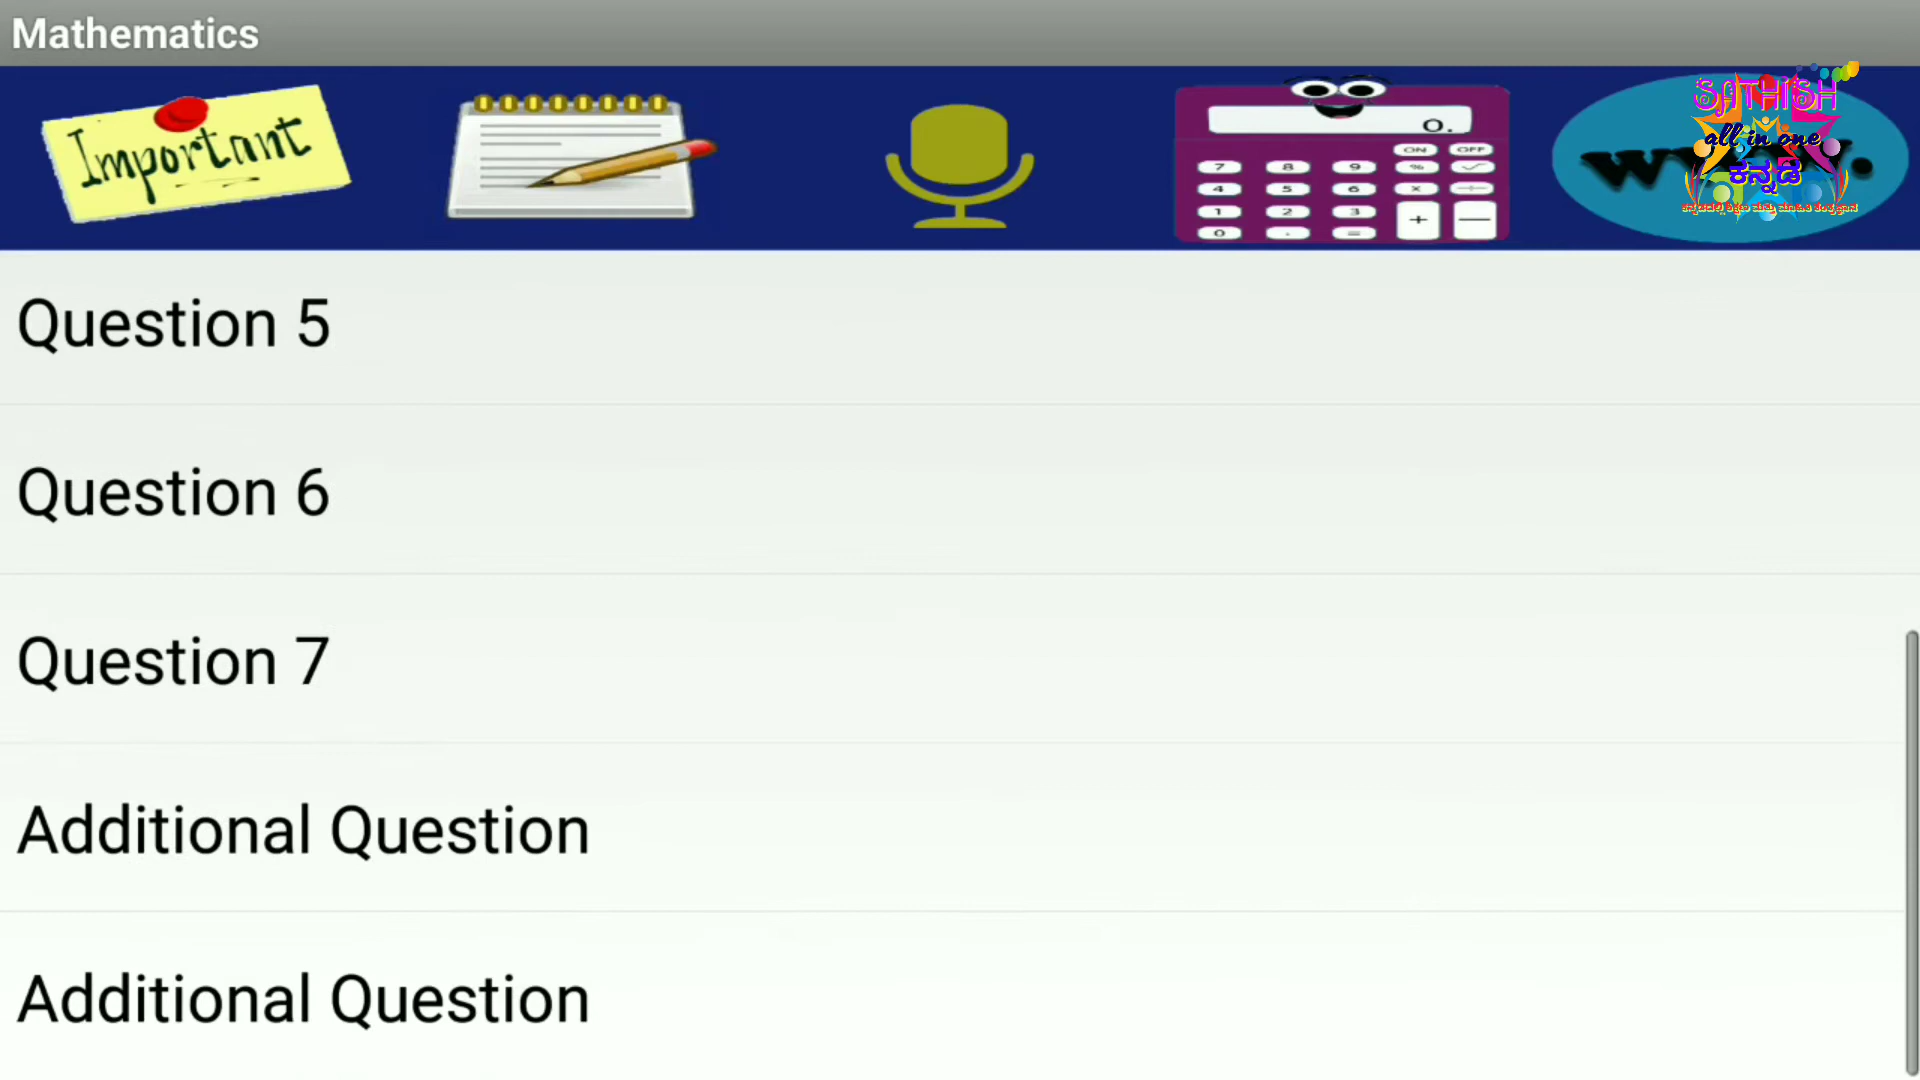 Mathematics
Important
0.
ON OFF
7 8 9 %
4 5 6 ×
1 2 3 + —
0 . =
SATHISH
all in one
ಕನ್ನಡ
Question 5
Question 6
Question 7
Additional Question
Additional Question